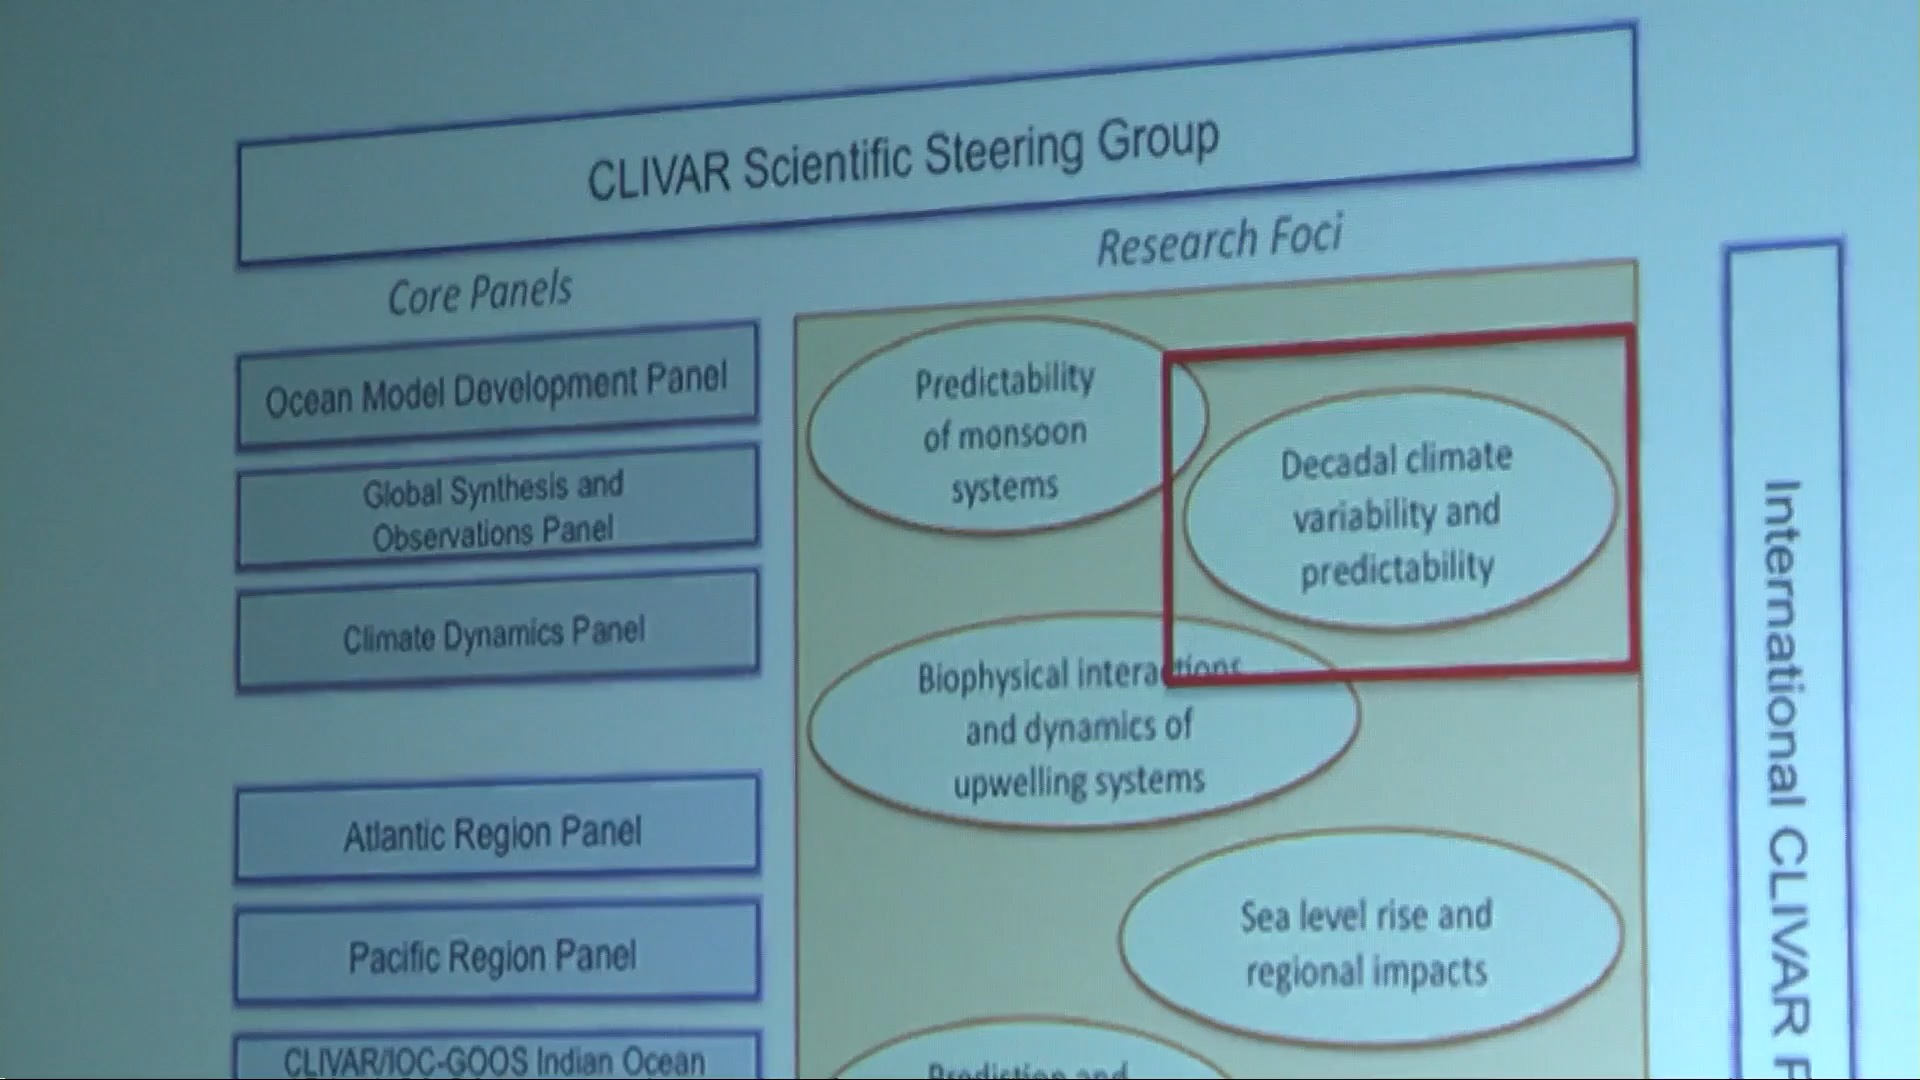 CLIVAR Scientific Steering Group
Core Panels
Research Foci
Ocean Model Development Panel
Global Synthesis and
Observations Panel
Climate Dynamics Panel
Atlantic Region Panel
Pacific Region Panel
CLIVAR/IOC-GOOS Indian Ocean
Predictability
of monsoon
systems
Decadal climate
variability and
predictability
Biophysical interactions
and dynamics of
upwelling systems
Sea level rise and
regional impacts
Prediction and
International CLIVAR